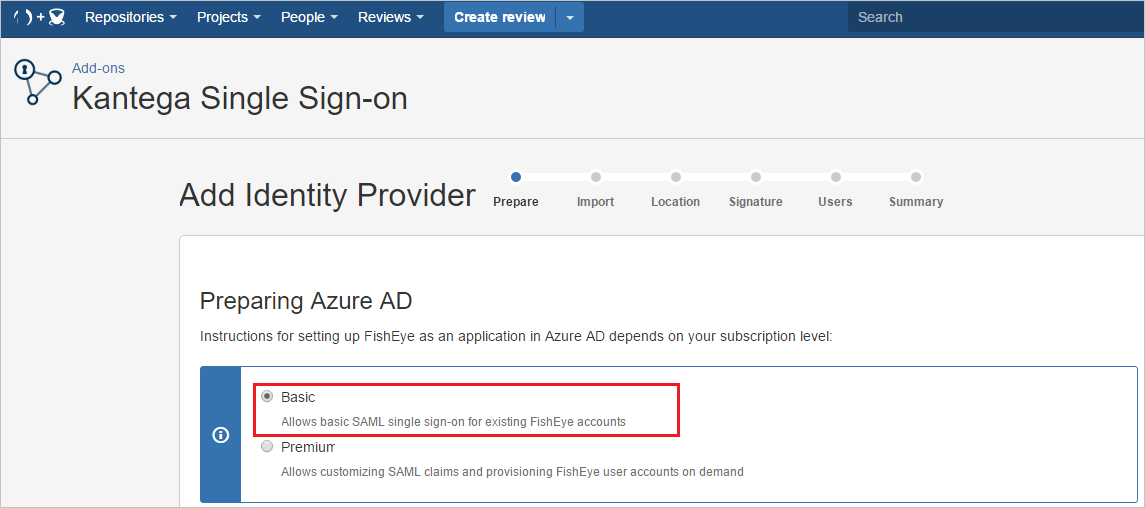 Repositories Projects People Reviews Create review Search
Add-ons
Kantega Single Sign-on
Add Identity Provider
Prepare Import Location Signature Users Summary
Preparing Azure AD
Instructions for setting up FishEye as an application in Azure AD depends on your subscription level:
Basic
Allows basic SAML single sign-on for existing FishEye accounts
Premium
Allows customizing SAML claims and provisioning FishEye user accounts on demand